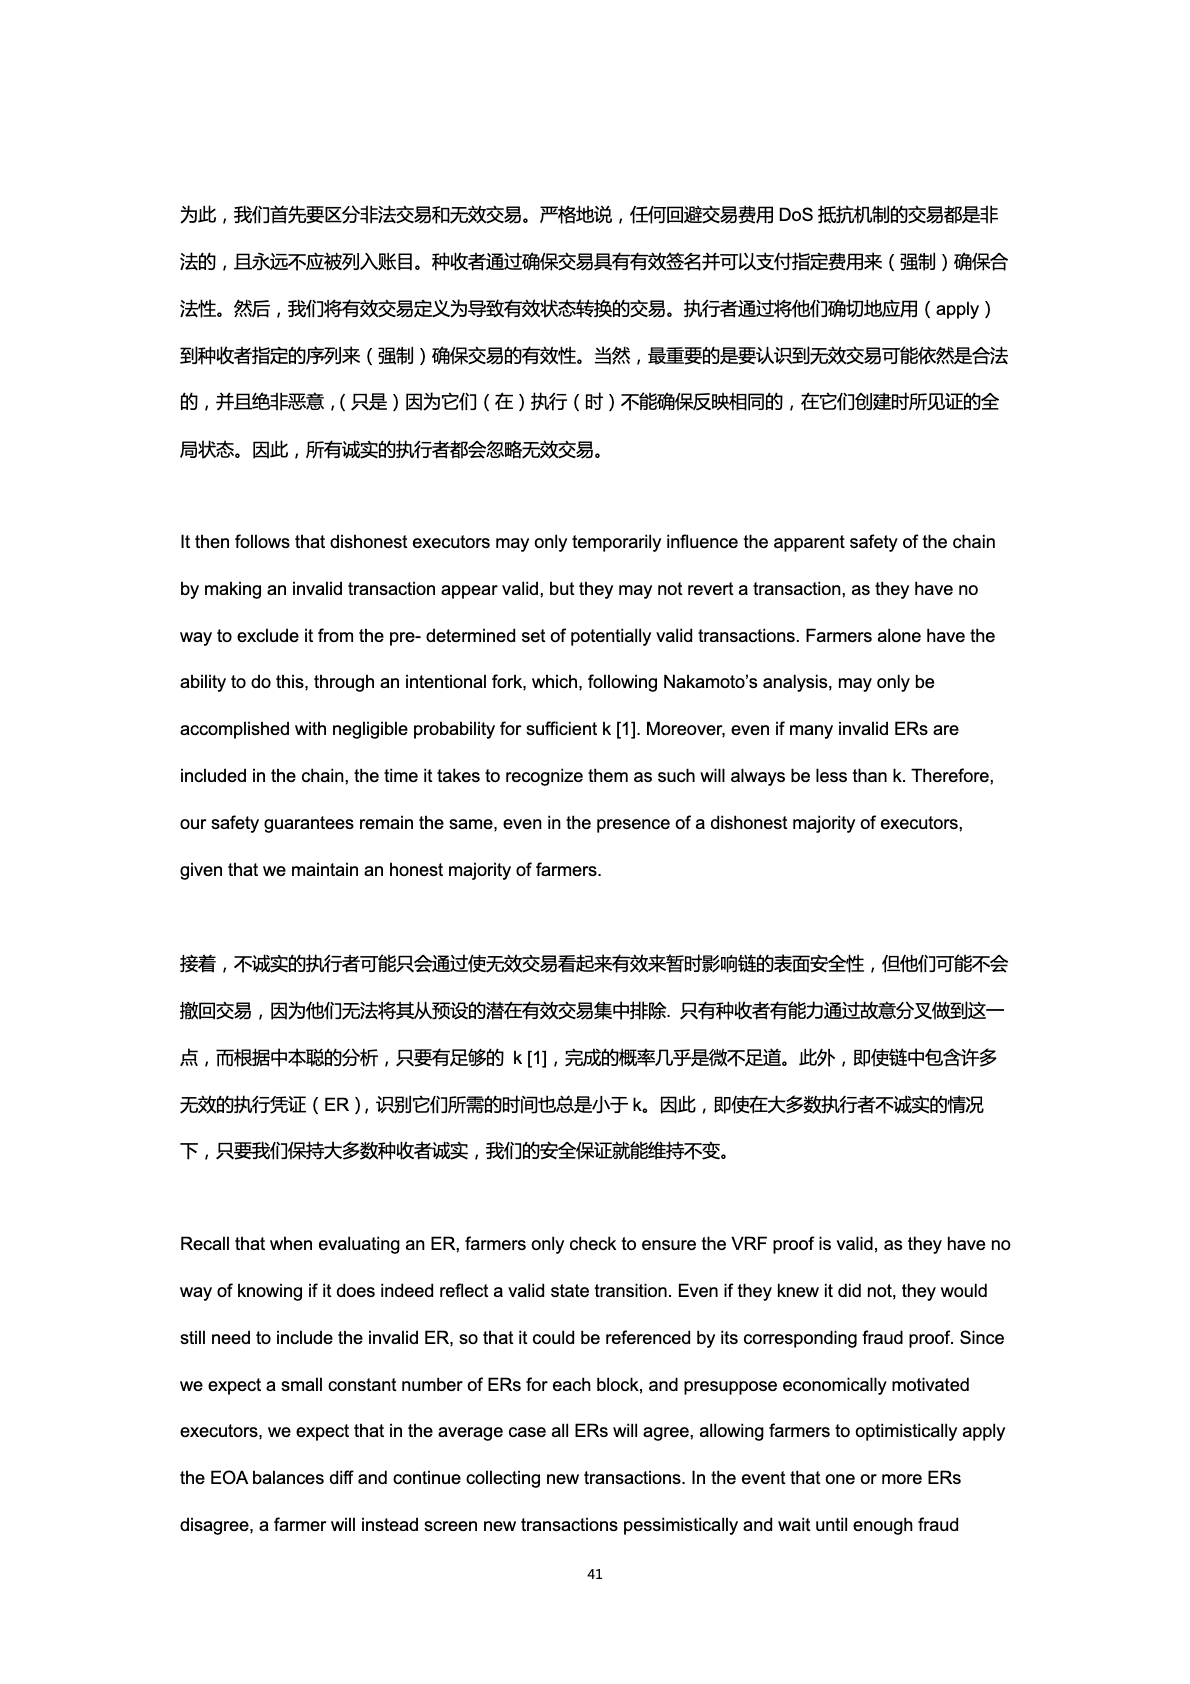 为此，我们首先要区分非法交易和无效交易。严格地说，任何回避交易费用 DoS 抵抗机制的交易都是非
法的，且永远不应被列入账目。种收者通过确保交易具有有效签名并可以支付指定费用来（强制）确保合
法性。然后，我们将有效交易定义为导致有效状态转换的交易。执行者通过将他们确切地应用（apply）
到种收者指定的序列来（强制）确保交易的有效性。当然，最重要的是要认识到无效交易可能依然是合法
的，并且绝非恶意，（只是）因为它们（在）执行（时）不能确保反映相同的，在它们创建时所见证的全
局状态。因此，所有诚实的执行者都会忽略无效交易。
It then follows that dishonest executors may only temporarily influence the apparent safety of the chain
by making an invalid transaction appear valid, but they may not revert a transaction, as they have no
way to exclude it from the pre- determined set of potentially valid transactions. Farmers alone have the
ability to do this, through an intentional fork, which, following Nakamoto’s analysis, may only be
accomplished with negligible probability for sufficient k [1]. Moreover, even if many invalid ERs are
included in the chain, the time it takes to recognize them as such will always be less than k. Therefore,
our safety guarantees remain the same, even in the presence of a dishonest majority of executors,
given that we maintain an honest majority of farmers.
接着，不诚实的执行者可能只会通过使无效交易看起来有效来暂时影响链的表面安全性，但他们可能不会
撤回交易，因为他们无法将其从预设的潜在有效交易集中排除. 只有种收者有能力通过故意分叉做到这一
点，而根据中本聪的分析，只要有足够的 k [1]，完成的概率几乎是微不足道。此外，即使链中包含许多
无效的执行凭证（ER），识别它们所需的时间也总是小于 k。因此，即使在大多数执行者不诚实的情况
下，只要我们保持大多数种收者诚实，我们的安全保证就能维持不变。
Recall that when evaluating an ER, farmers only check to ensure the VRF proof is valid, as they have no
way of knowing if it does indeed reflect a valid state transition. Even if they knew it did not, they would
still need to include the invalid ER, so that it could be referenced by its corresponding fraud proof. Since
we expect a small constant number of ERs for each block, and presuppose economically motivated
executors, we expect that in the average case all ERs will agree, allowing farmers to optimistically apply
the EOA balances diff and continue collecting new transactions. In the event that one or more ERs
disagree, a farmer will instead screen new transactions pessimistically and wait until enough fraud
41